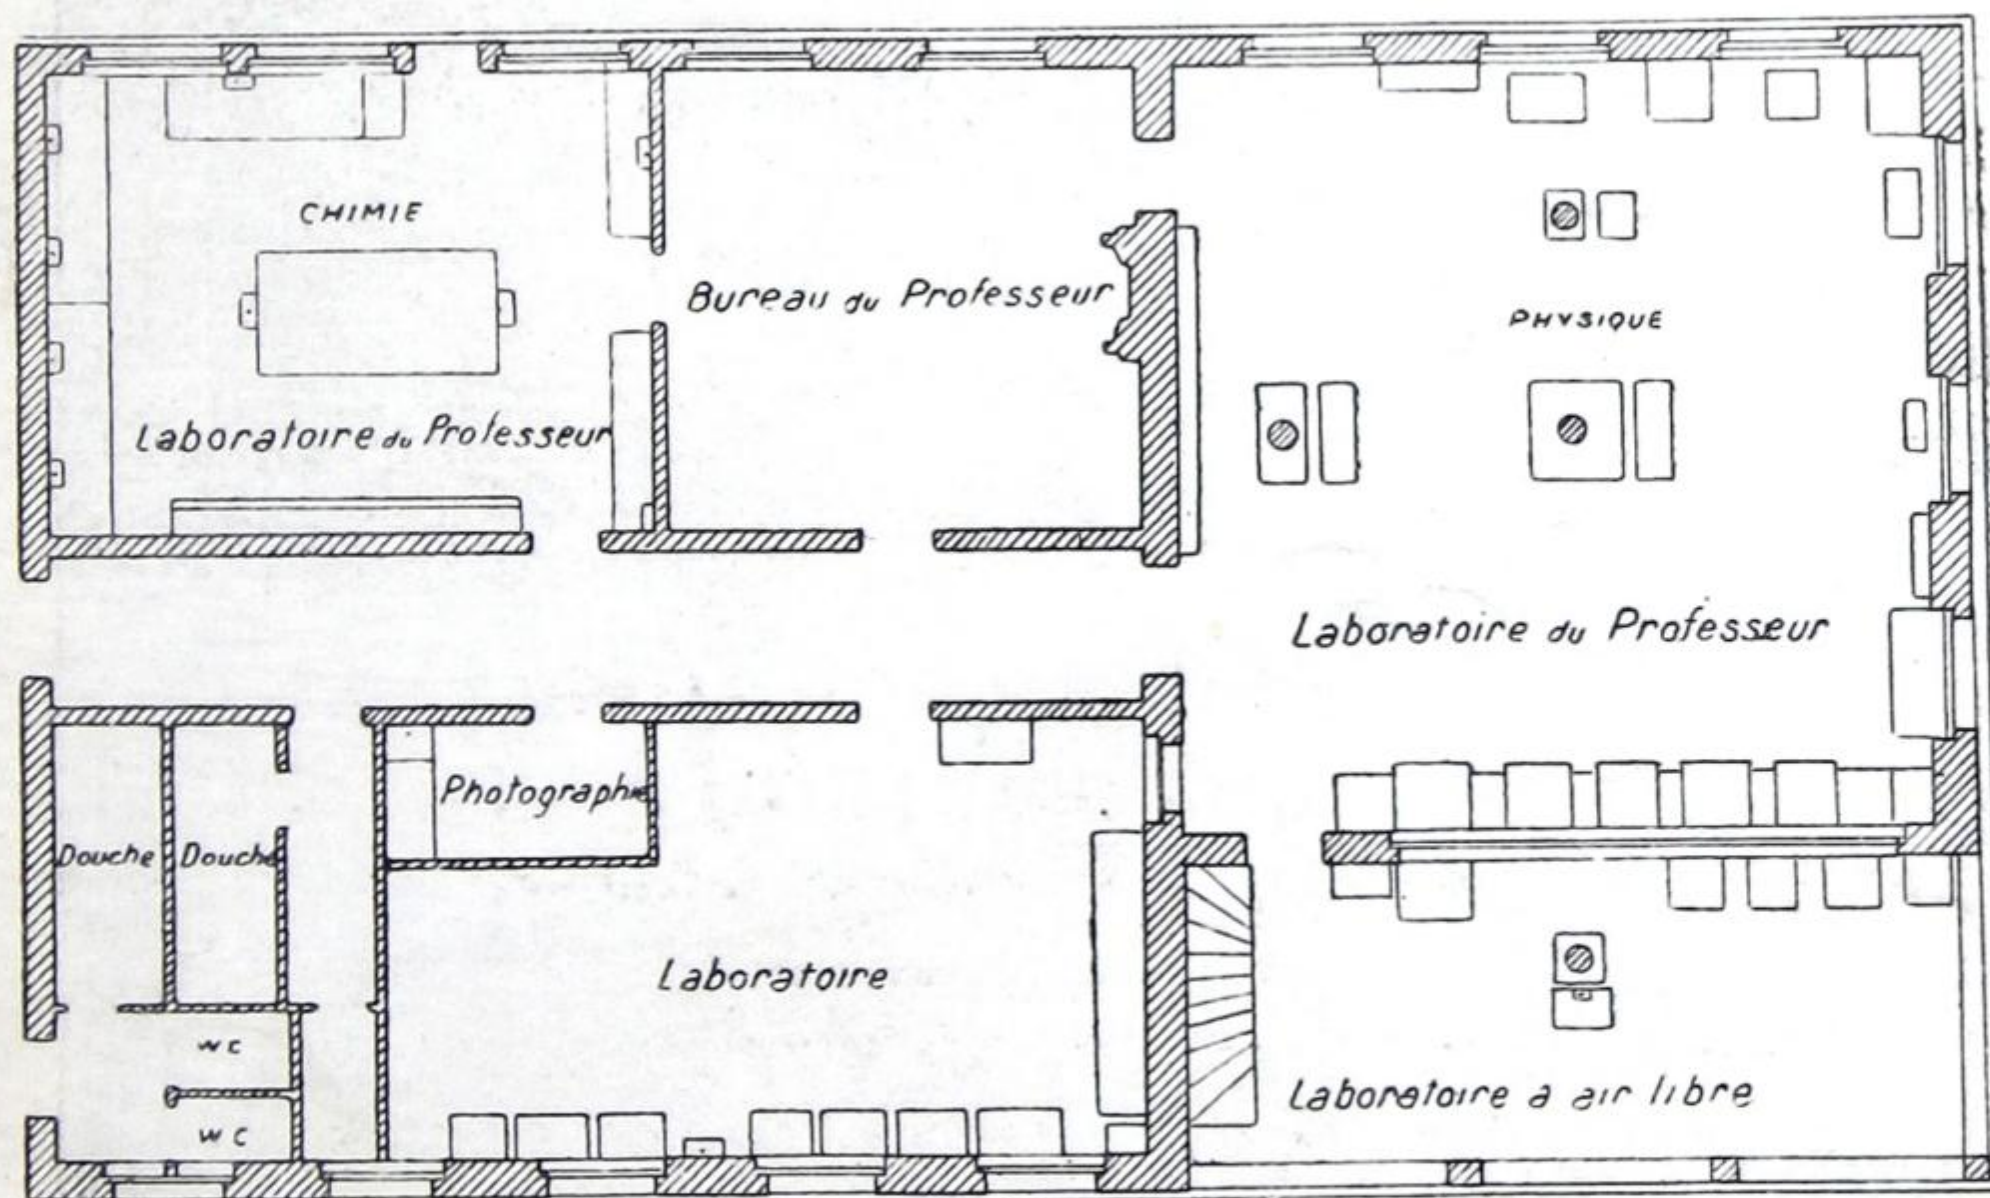 CHIMIE
Laboratoire du Professeur
Bureau du Professeur
PHYSIQUE
Laboratoire du Professeur
Photographie
Douche
Douche
Laboratoire
WC
WC
Laboratoire a air libre